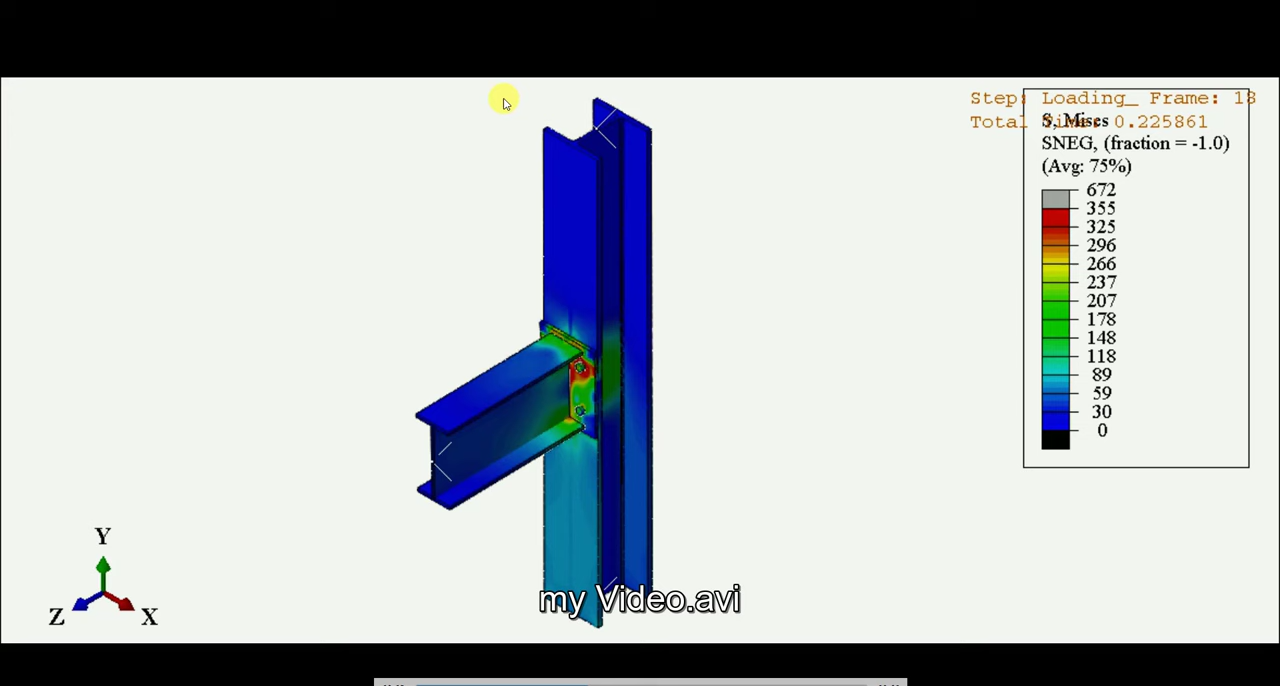 Step: Loading_ Frame: 18
Total Time: 0.225861
S, Mises
SNEG, (fraction = -1.0)
(Avg: 75%)
672
355
325
296
266
237
207
178
148
118
89
59
30
0
Y
Z
X
my Video.avi